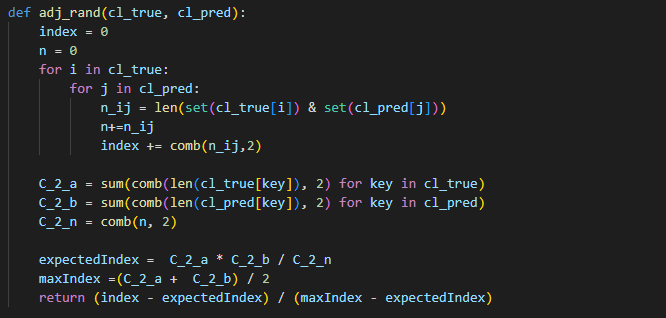 def adj_rand(cl_true, cl_pred):
    index = 0
    n = 0
    for i in cl_true:
        for j in cl_pred:
            n_ij = len(set(cl_true[i]) & set(cl_pred[j]))
            n+=n_ij
            index += comb(n_ij,2)
    C_2_a = sum(comb(len(cl_true[key]), 2) for key in cl_true)
    C_2_b = sum(comb(len(cl_pred[key]), 2) for key in cl_pred)
    C_2_n = comb(n, 2)
    expectedIndex =  C_2_a * C_2_b / C_2_n
    maxIndex =(C_2_a +  C_2_b) / 2
    return (index - expectedIndex) / (maxIndex - expectedIndex)